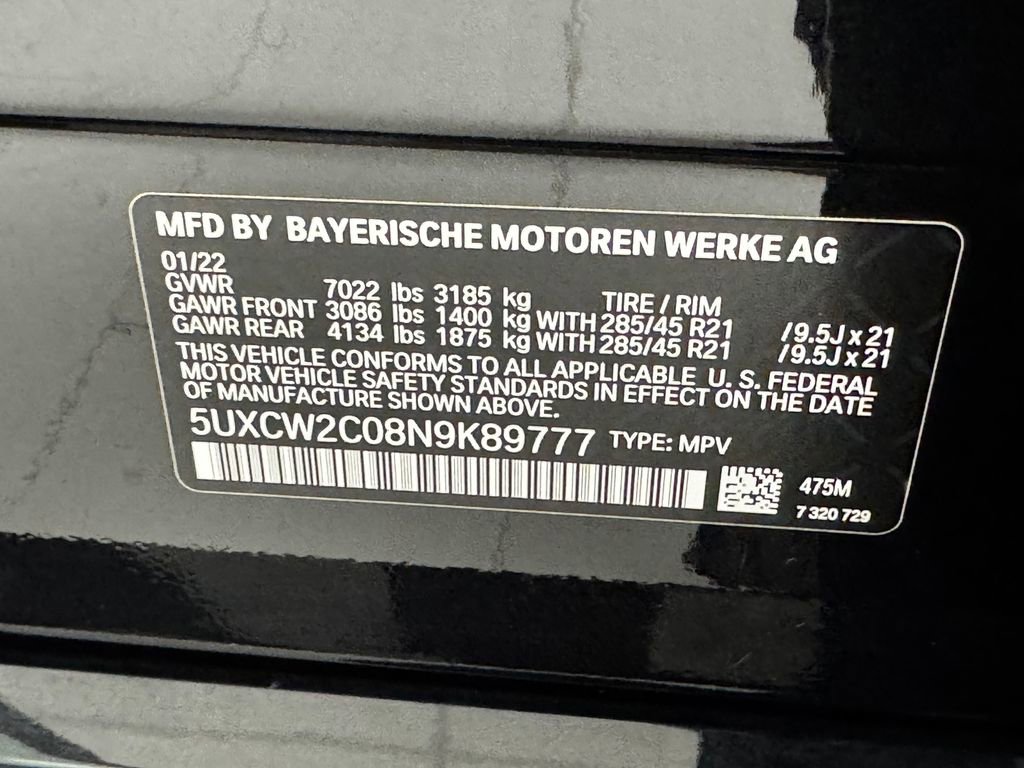 MFD BY BAYERISCHE MOTOREN WERKE AG
01/22
GVWR 7022 lbs 3185 kg TIRE / RIM
GAWR FRONT 3086 lbs 1400 kg WITH 285/45 R21 /9.5J x 21
GAWR REAR 4134 lbs 1875 kg WITH 285/45 R21 /9.5J x 21
THIS VEHICLE CONFORMS TO ALL APPLICABLE U. S. FEDERAL
MOTOR VEHICLE SAFETY STANDARDS IN EFFECT ON THE DATE
OF MANUFACTURE SHOWN ABOVE.
5UXCW2C08N9K89777 TYPE: MPV
475M
7 320 729